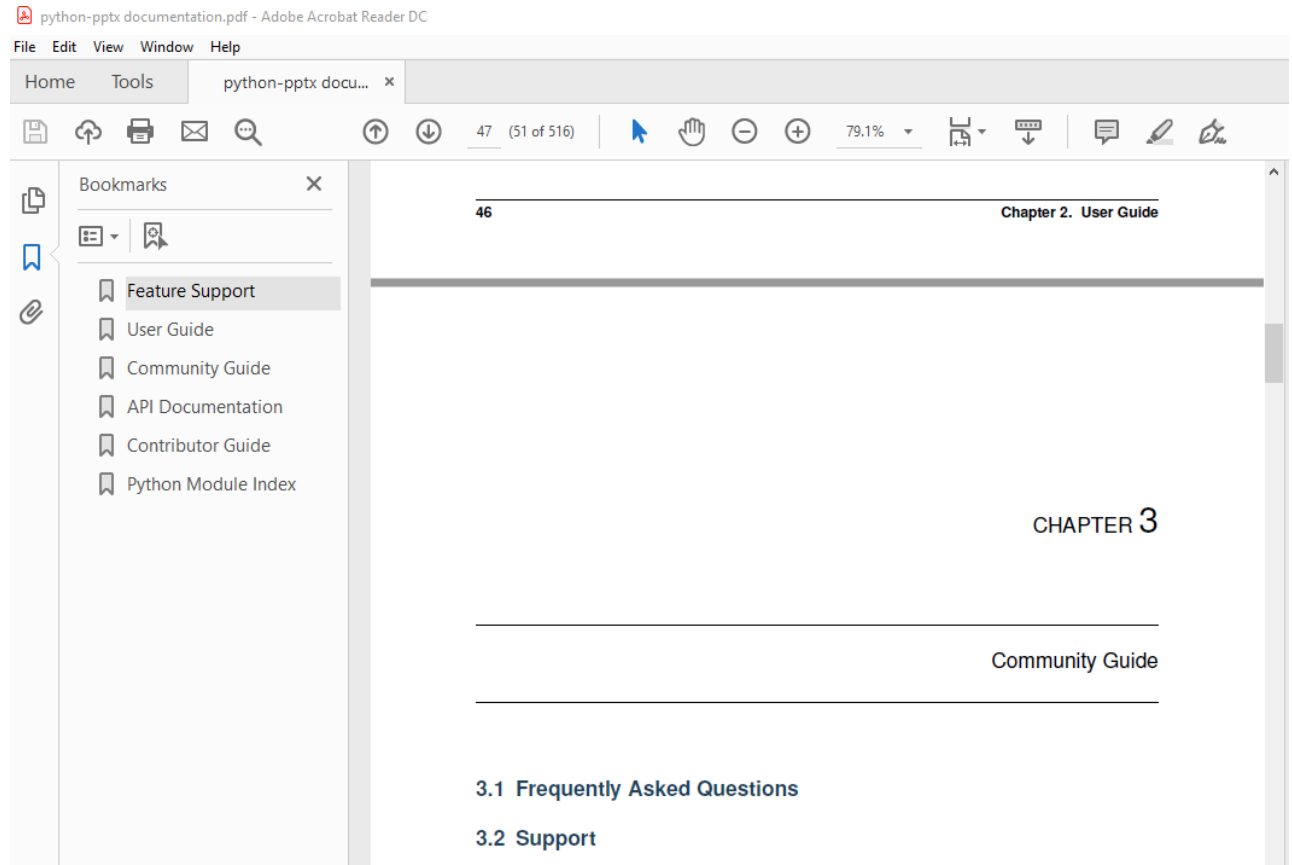 python-pptx documentation.pdf - Adobe Acrobat Reader DC
File Edit View Window Help
Home Tools python-pptx docu... ×
47 (51 of 516) 79.1%
Bookmarks
Feature Support
User Guide
Community Guide
API Documentation
Contributor Guide
Python Module Index
46 Chapter 2. User Guide
CHAPTER 3
Community Guide
3.1 Frequently Asked Questions
3.2 Support